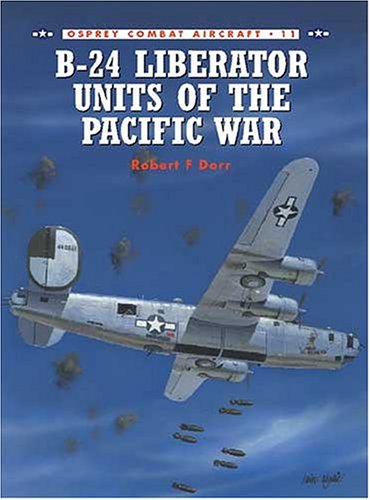 OSPREY COMBAT AIRCRAFT • 11
B-24 LIBERATOR
UNITS OF THE
PACIFIC WAR
Robert F Dorr